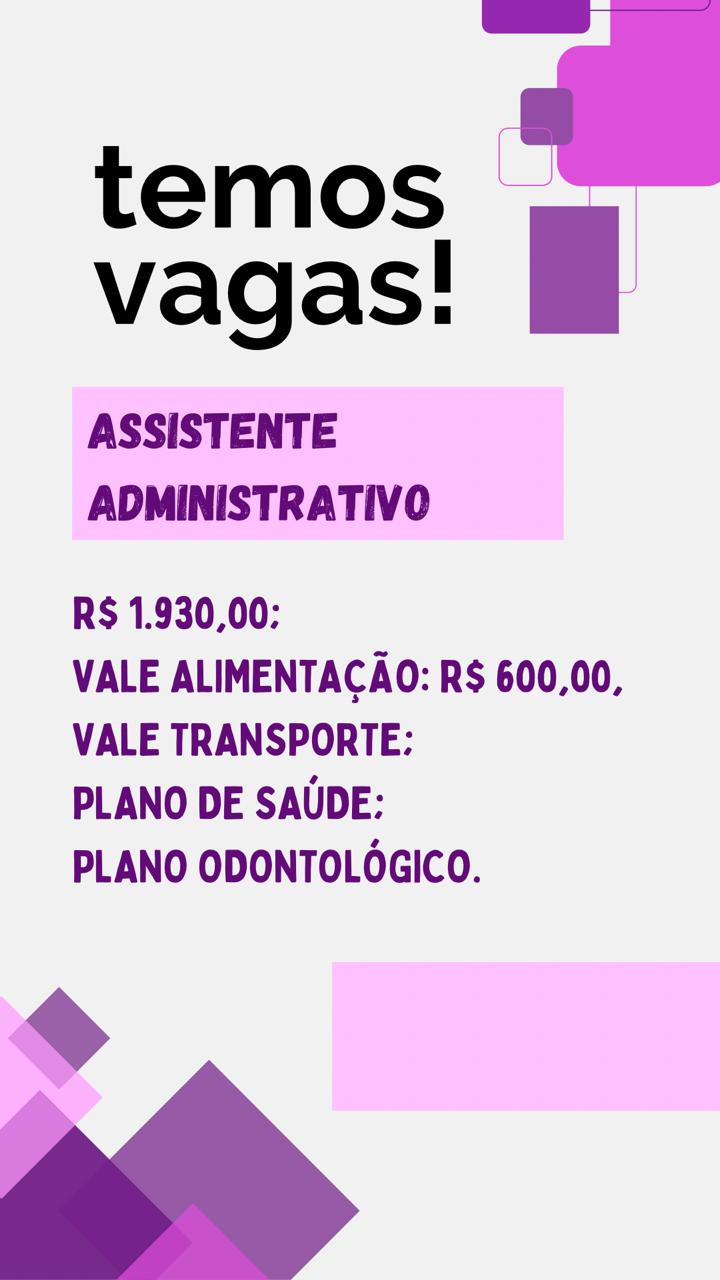 temos
vagas!
ASSISTENTE
ADMINISTRATIVO
R$ 1.930,00;
VALE ALIMENTAÇÃO: R$ 600,00,
VALE TRANSPORTE;
PLANO DE SAÚDE;
PLANO ODONTOLÓGICO.